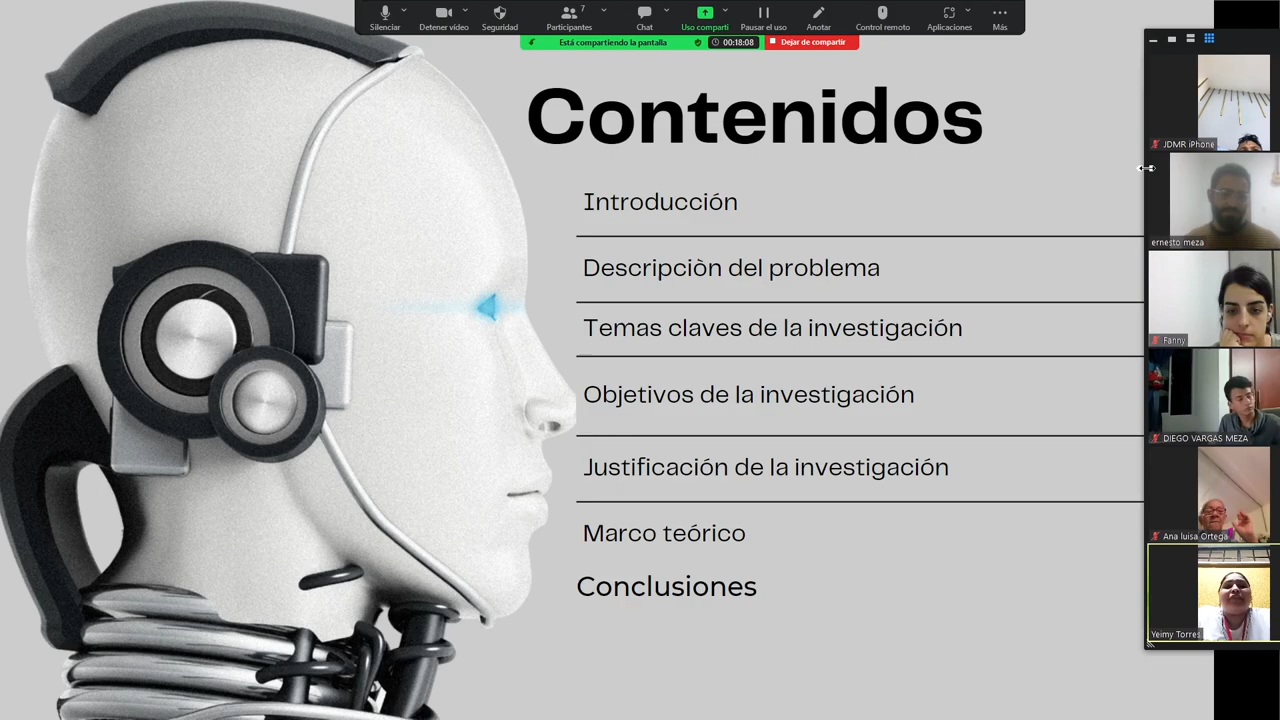 Silenciar
Detener vídeo
Seguridad
Participantes
7
Chat
Uso comparti
Pausar el uso
Anotar
Control remoto
Aplicaciones
Más
Está compartiendo la pantalla
00:18:08
Dejar de compartir
Contenidos
Introducción
Descripciòn del problema
Temas claves de la investigación
Objetivos de la investigación
Justificación de la investigación
Marco teórico
Conclusiones
JDMR iPhone
ernesto meza
Fanny
DIEGO VARGAS MEZA
Ana luisa Ortega
Yeimy Torres